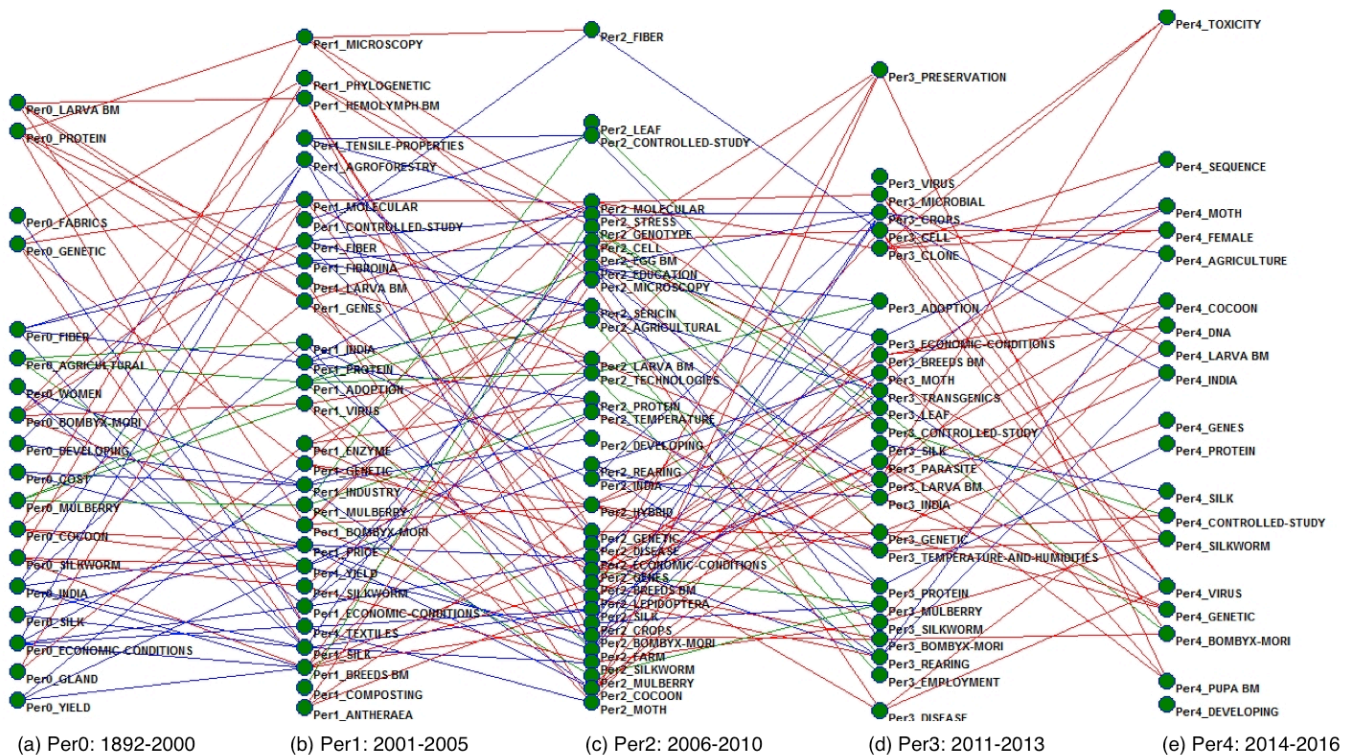 Per0_LARVA BM
Per0_PROTEIN
Per0_FABRICS
Per0_GENETIC
Per0_FIBER
Per0_AGRICULTURAL
Per0_WOMEN
Per0_BOMBYX-MORI
Per0_DEVELOPING
Per0_COST
Per0_MULBERRY
Per0_COCOON
Per0_SILKWORM
Per0_INDIA
Per0_SILK
Per0_ECONOMIC-CONDITIONS
Per0_GLAND
Per0_YIELD
(a) Per0: 1892-2000
Per1_MICROSCOPY
Per1_PHYLOGENETIC
Per1_HEMOLYMPH BM
Per1_TENSILE-PROPERTIES
Per1_AGROFORESTRY
Per1_MOLECULAR
Per1_CONTROLLED-STUDY
Per1_FIBER
Per1_FIBROINA
Per1_LARVA BM
Per1_GENES
Per1_INDIA
Per1_PROTEIN
Per1_ADOPTION
Per1_VIRUS
Per1_ENZYME
Per1_GENETIC
Per1_INDUSTRY
Per1_MULBERRY
Per1_BOMBYX-MORI
Per1_PRICE
Per1_YIELD
Per1_SILKWORM
Per1_ECONOMIC-CONDITIONS
Per1_TEXTILES
Per1_SILK
Per1_BREEDS BM
Per1_COMPOSTING
Per1_ANTHERAEA
(b) Per1: 2001-2005
Per2_FIBER
Per2_LEAF
Per2_CONTROLLED-STUDY
Per2_MOLECULAR
Per2_STRESS
Per2_GENOTYPE
Per2_CELL
Per2_EGG BM
Per2_EDUCATION
Per2_MICROSCOPY
Per2_SERICIN
Per2_AGRICULTURAL
Per2_LARVA BM
Per2_TECHNOLOGIES
Per2_PROTEIN
Per2_TEMPERATURE
Per2_DEVELOPING
Per2_REARING
Per2_INDIA
Per2_HYBRID
Per2_GENETIC
Per2_DISEASE
Per2_ECONOMIC-CONDITIONS
Per2_GENES
Per2_BREEDS BM
Per2_LEPIDOPTERA
Per2_SILK
Per2_CROPS
Per2_BOMBYX-MORI
Per2_FARM
Per2_SILKWORM
Per2_MULBERRY
Per2_COCOON
Per2_MOTH
(c) Per2: 2006-2010
Per3_PRESERVATION
Per3_VIRUS
Per3_MICROBIAL
Per3_CROPS
Per3_CELL
Per3_CLONE
Per3_ADOPTION
Per3_ECONOMIC-CONDITIONS
Per3_BREEDS BM
Per3_MOTH
Per3_TRANSGENICS
Per3_LEAF
Per3_CONTROLLED-STUDY
Per3_SILK
Per3_PARASITE
Per3_LARVA BM
Per3_INDIA
Per3_GENETIC
Per3_TEMPERATURE-AND-HUMIDITIES
Per3_PROTEIN
Per3_MULBERRY
Per3_SILKWORM
Per3_BOMBYX-MORI
Per3_REARING
Per3_EMPLOYMENT
Per3_DISEASE
(d) Per3: 2011-2013
Per4_TOXICITY
Per4_SEQUENCE
Per4_MOTH
Per4_FEMALE
Per4_AGRICULTURE
Per4_COCOON
Per4_DNA
Per4_LARVA BM
Per4_INDIA
Per4_GENES
Per4_PROTEIN
Per4_SILK
Per4_CONTROLLED-STUDY
Per4_SILKWORM
Per4_VIRUS
Per4_GENETIC
Per4_BOMBYX-MORI
Per4_PUPA BM
Per4_DEVELOPING
(e) Per4: 2014-2016